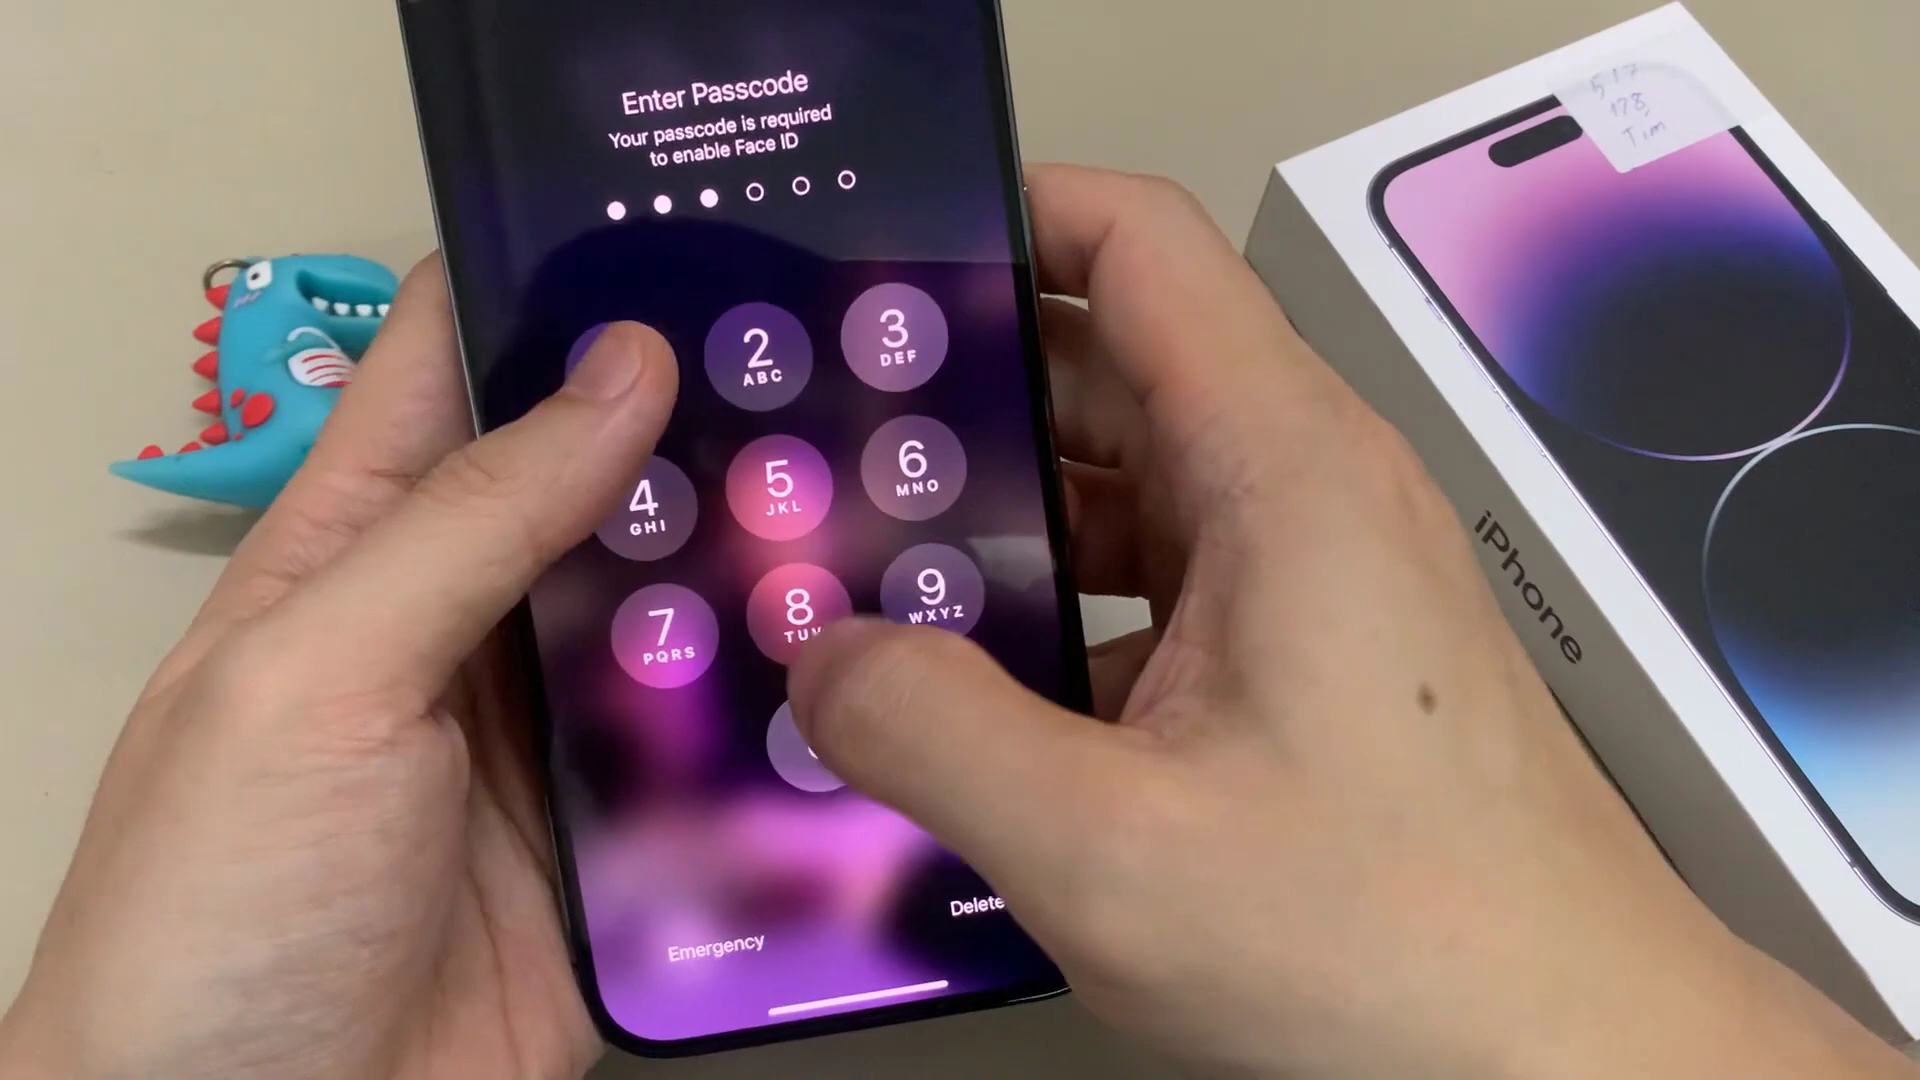 Enter Passcode
Your passcode is required
to enable Face ID
2
ABC
3
DEF
4
GHI
5
JKL
6
MNO
7
PQRS
8
TUV
9
WXYZ
Delete
Emergency
517
178,
Tim
iPhone